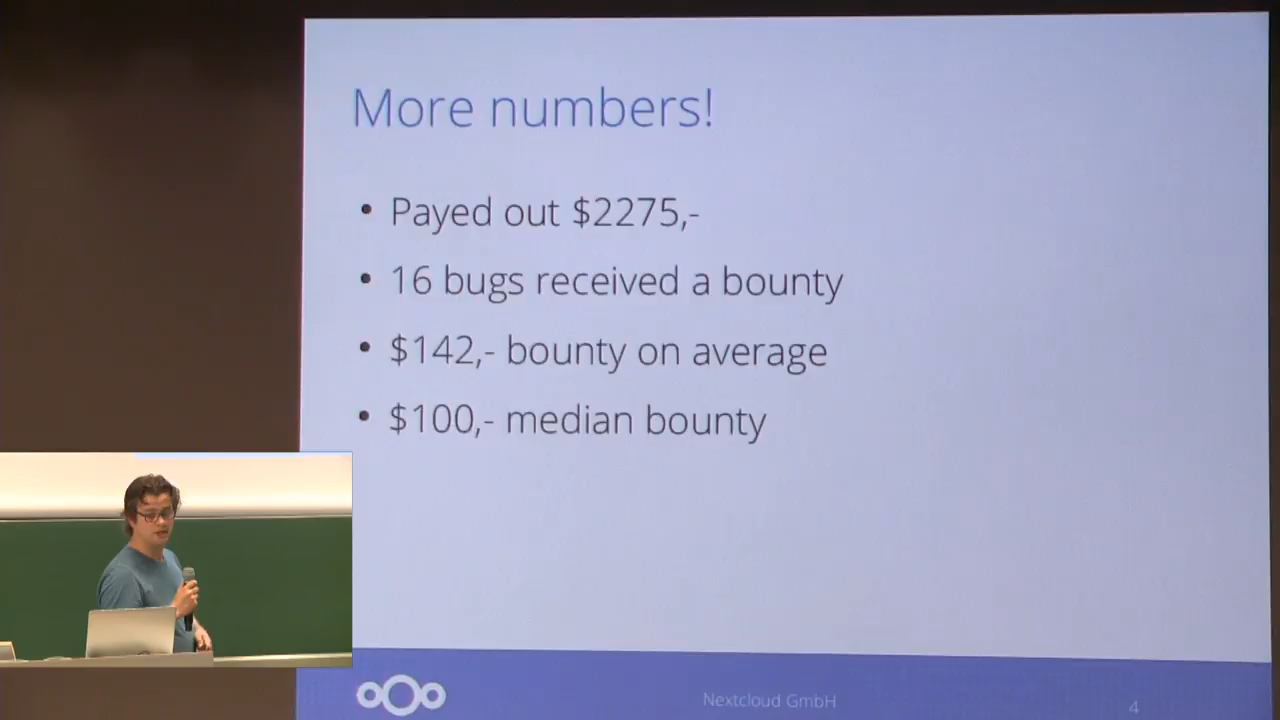 More numbers!
• Payed out $2275,-
• 16 bugs received a bounty
• $142,- bounty on average
• $100,- median bounty
Nextcloud GmbH
4